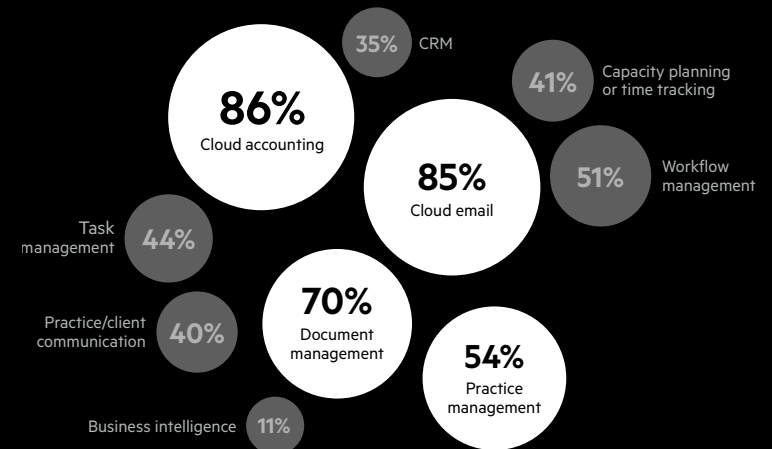 35% CRM
86%
Cloud accounting
41%
Capacity planning
or time tracking
85%
Cloud email
51%
Workflow
management
Task
management
44%
70%
Document
management
Practice/client
communication
40%
54%
Practice
management
Business intelligence 11%